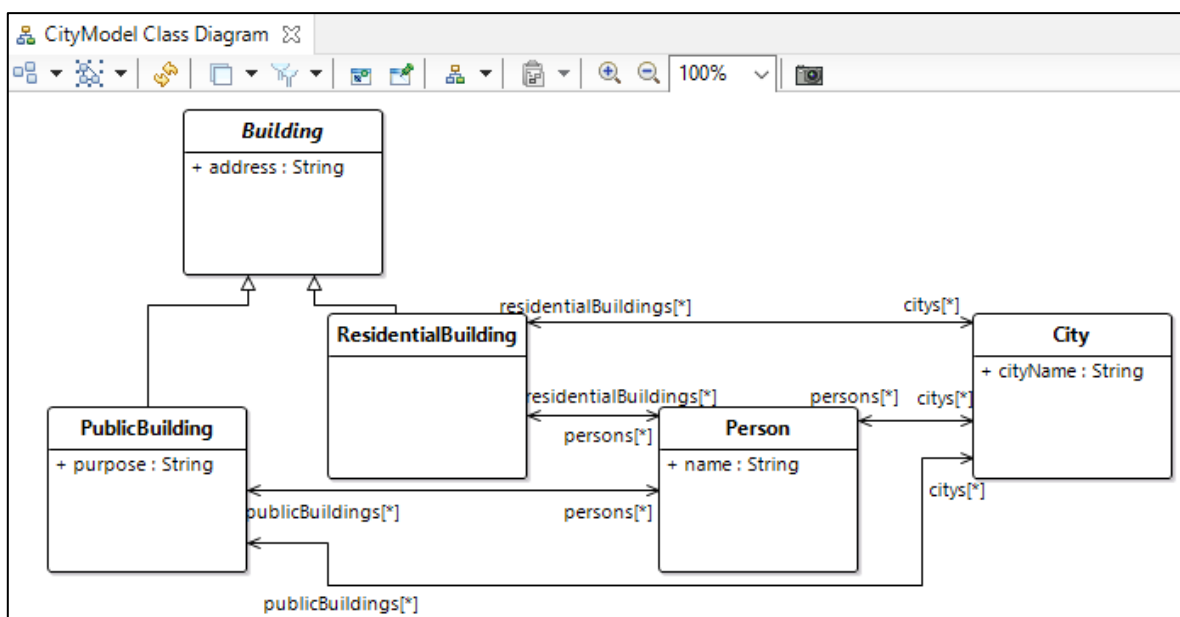 CityModel Class Diagram
100%
Building
+ address : String
residentialBuildings[*]
citys[*]
ResidentialBuilding
City
+ cityName : String
residentialBuildings[*]
persons[*]
citys[*]
PublicBuilding
persons[*]
Person
+ purpose : String
+ name : String
citys[*]
publicBuildings[*]
persons[*]
publicBuildings[*]